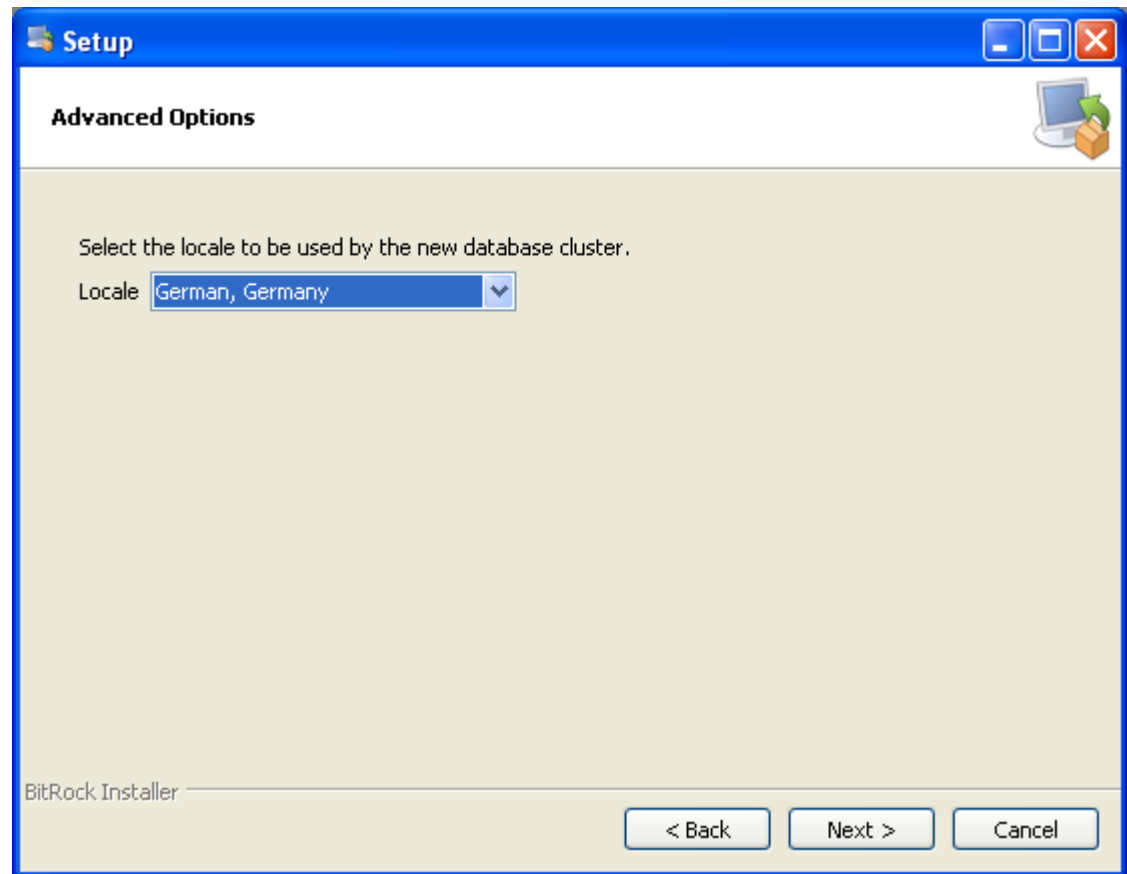 Setup
Advanced Options
Select the locale to be used by the new database cluster.
Locale German, Germany
BitRock Installer
< Back Next > Cancel